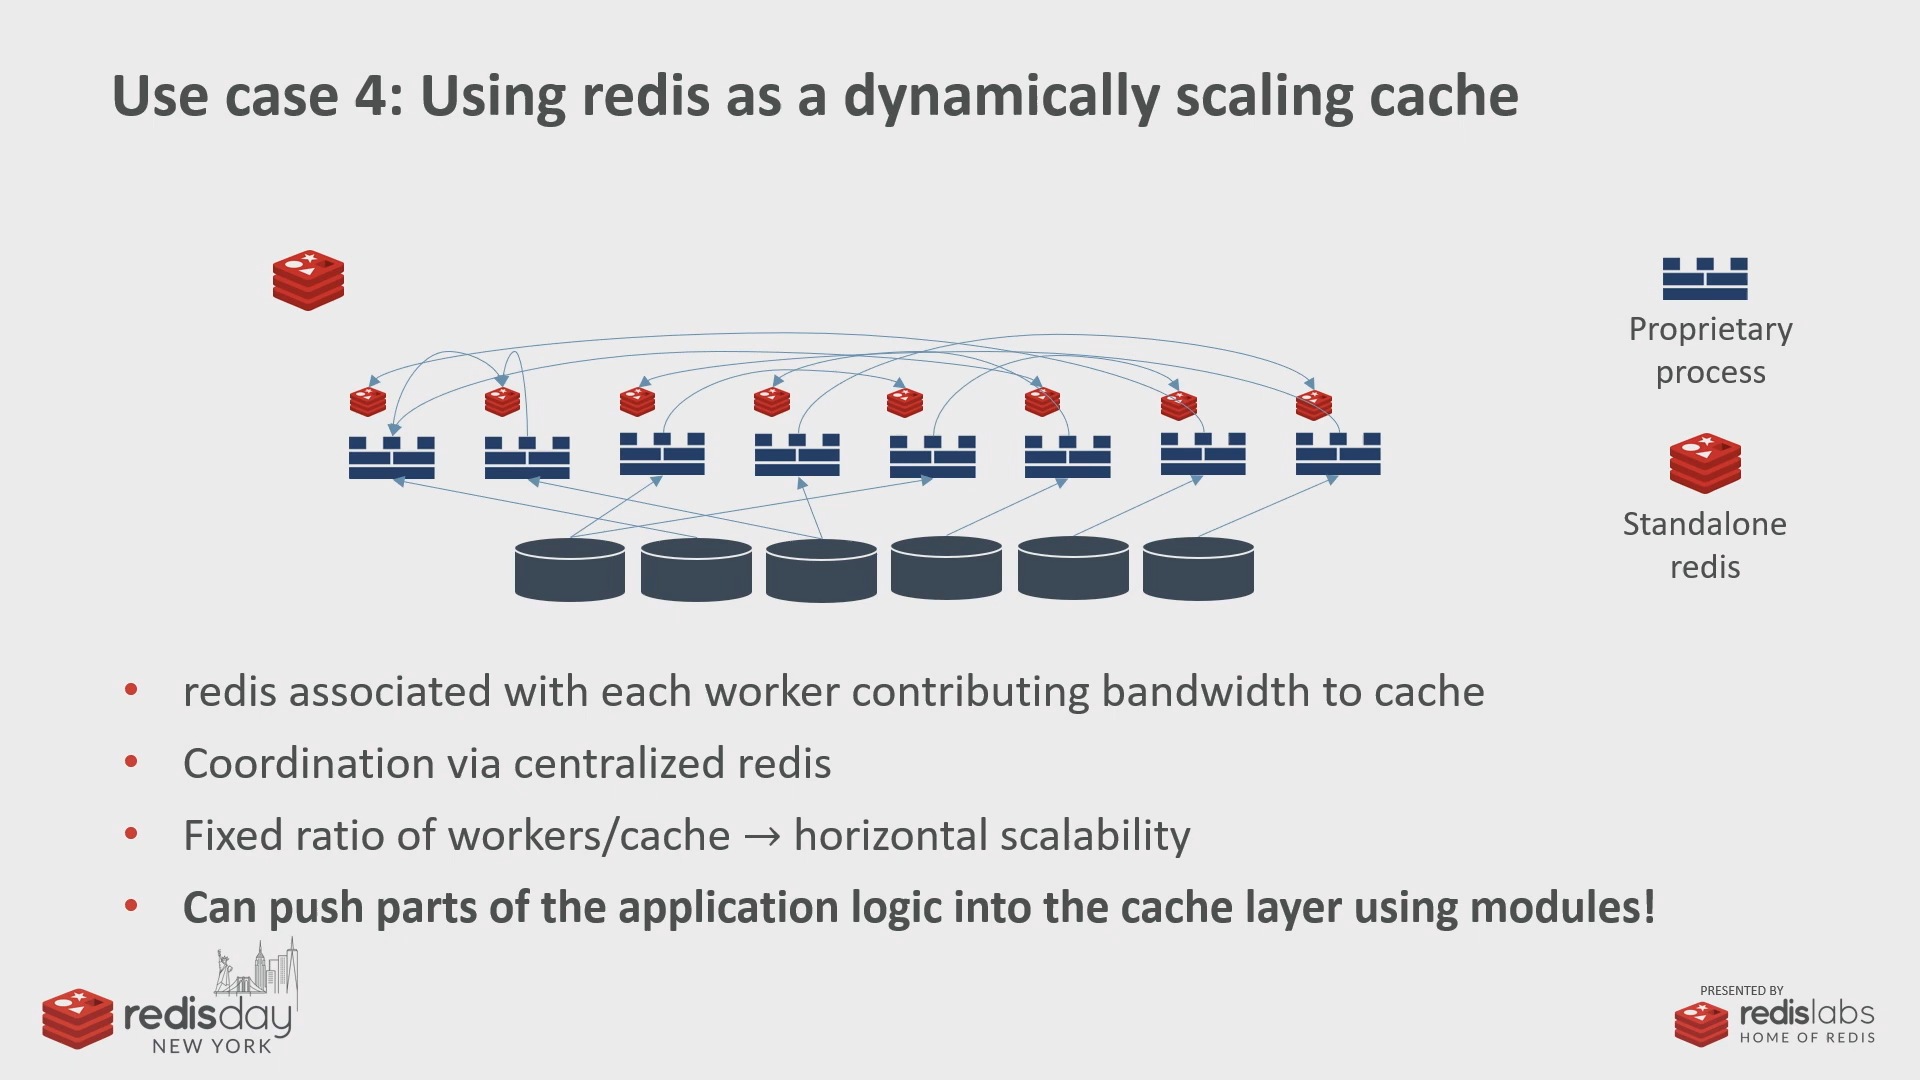 Use case 4: Using redis as a dynamically scaling cache
Proprietary
process
Standalone
redis
• redis associated with each worker contributing bandwidth to cache
• Coordination via centralized redis
• Fixed ratio of workers/cache → horizontal scalability
• Can push parts of the application logic into the cache layer using modules!
redisday
NEW YORK
PRESENTED BY
redislabs
HOME OF REDIS